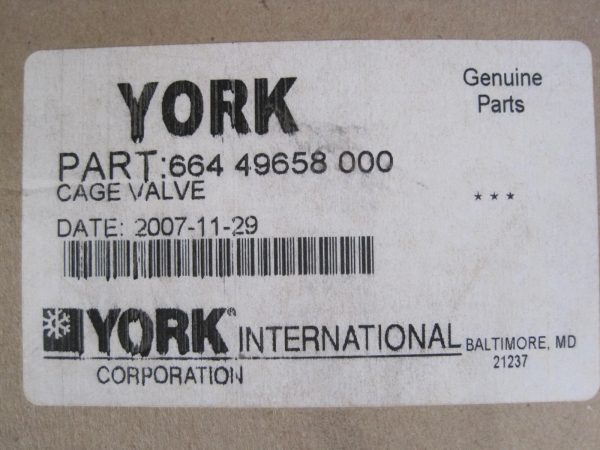 YORK
Genuine
Parts
PART:664 49658 000
CAGE VALVE
* * *
DATE: 2007-11-29
YORK® INTERNATIONAL BALTIMORE, MD
21237
CORPORATION